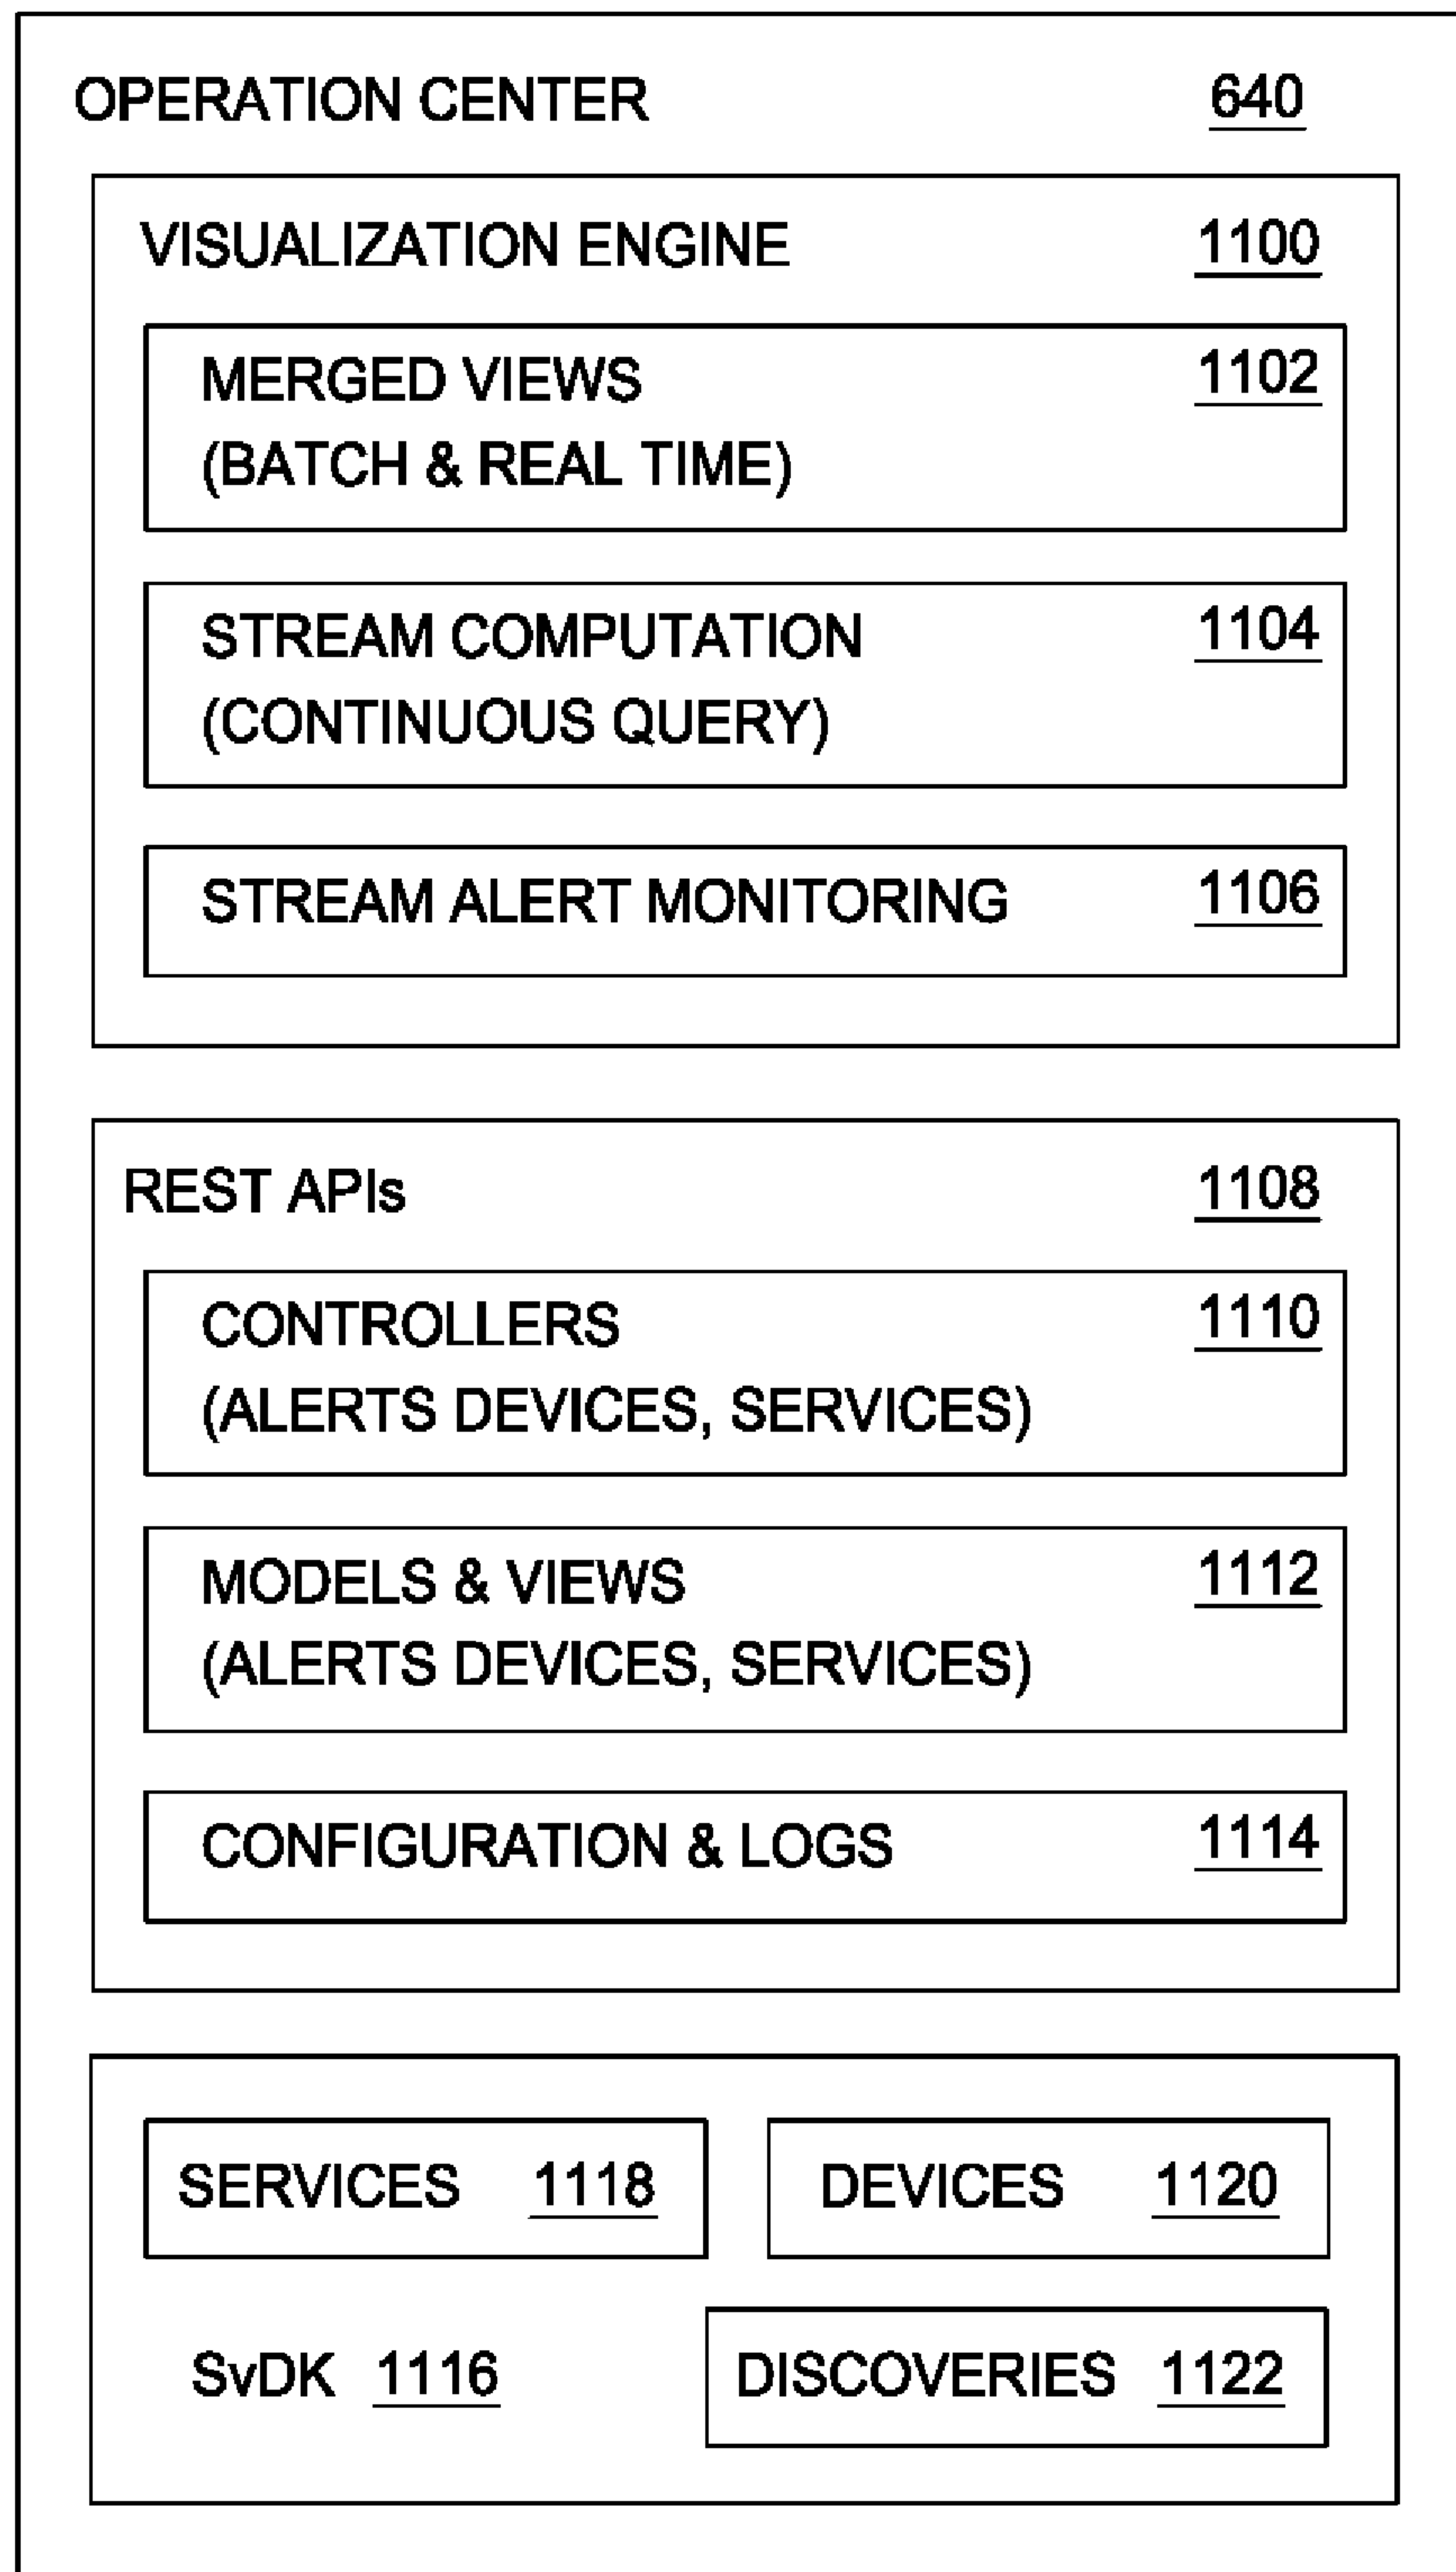 OPERATION CENTER 640
VISUALIZATION ENGINE 1100
MERGED VIEWS 1102
(BATCH & REAL TIME)
STREAM COMPUTATION 1104
(CONTINUOUS QUERY)
STREAM ALERT MONITORING 1106
REST APIs 1108
CONTROLLERS 1110
(ALERTS DEVICES, SERVICES)
MODELS & VIEWS 1112
(ALERTS DEVICES, SERVICES)
CONFIGURATION & LOGS 1114
SERVICES 1118
DEVICES 1120
SvDK 1116
DISCOVERIES 1122